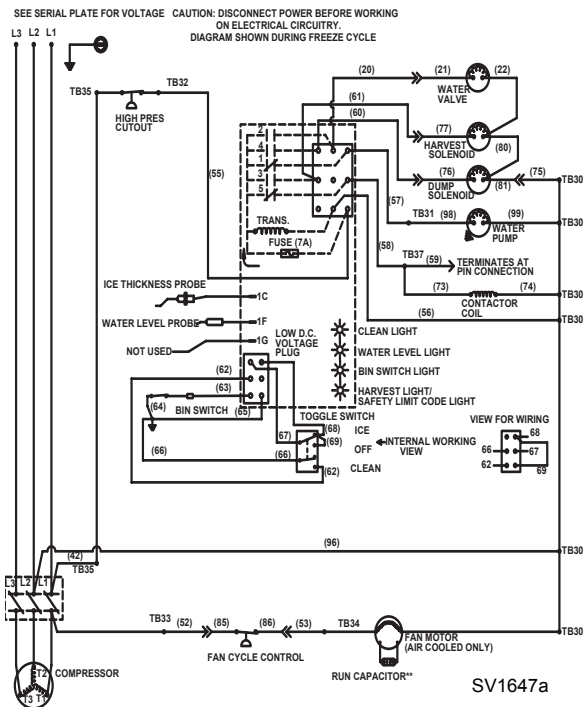 SEE SERIAL PLATE FOR VOLTAGE CAUTION: DISCONNECT POWER BEFORE WORKING
ON ELECTRICAL CIRCUITRY.
DIAGRAM SHOWN DURING FREEZE CYCLE
L3 L2 L1
TB35
TB32
HIGH PRES
CUTOUT
(55)
(20)
(21)
(22)
WATER
VALVE
(61)
(60)
(77)
(80)
HARVEST
SOLENOID
(76)
(81)
(75)
TB30
DUMP
SOLENOID
2
4
1
3
5
(57)
TB31
(98)
(99)
TB30
WATER
PUMP
TRANS.
FUSE (7A)
(58)
TB37
(59)
TERMINATES AT
PIN CONNECTION
(73)
(74)
TB30
CONTACTOR
COIL
(56)
TB30
ICE THICKNESS PROBE
1C
WATER LEVEL PROBE
1F
NOT USED
1G
LOW D.C.
VOLTAGE
PLUG
CLEAN LIGHT
WATER LEVEL LIGHT
BIN SWITCH LIGHT
HARVEST LIGHT/
SAFETY LIMIT CODE LIGHT
(62)
(63)
(64)
BIN SWITCH
(65)
TOGGLE SWITCH
(68)
ICE
(67)
(69)
OFF
INTERNAL WORKING
VIEW
(66)
(66)
(62)
CLEAN
VIEW FOR WIRING
68
66
67
62
69
(96)
TB30
(42)
TB35
L3 L2 L1
TB33
(52)
(85)
(86)
(53)
TB34
TB30
FAN CYCLE CONTROL
FAN MOTOR
(AIR COOLED ONLY)
RUN CAPACITOR**
COMPRESSOR
T2
T3
T1
SV1647a